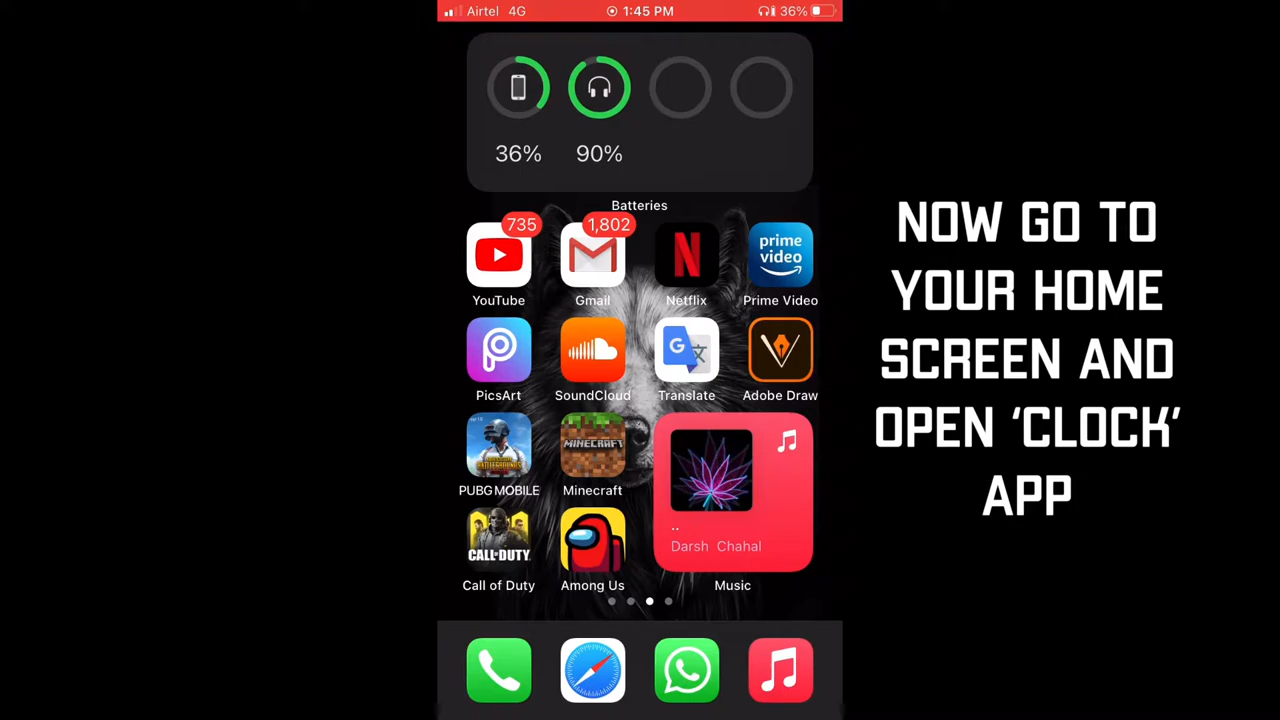 Airtel 4G 1:45 PM 36%
36% 90%
Batteries
735 1,802
prime video
YouTube Gmail Netflix Prime Video
PicsArt SoundCloud Translate Adobe Draw
MINECRAFT
PUBG MOBILE Minecraft
..
Darsh Chahal
CALL OF DUTY
Call of Duty Among Us Music
NOW GO TO
YOUR HOME
SCREEN AND
OPEN ‘CLOCK’
APP